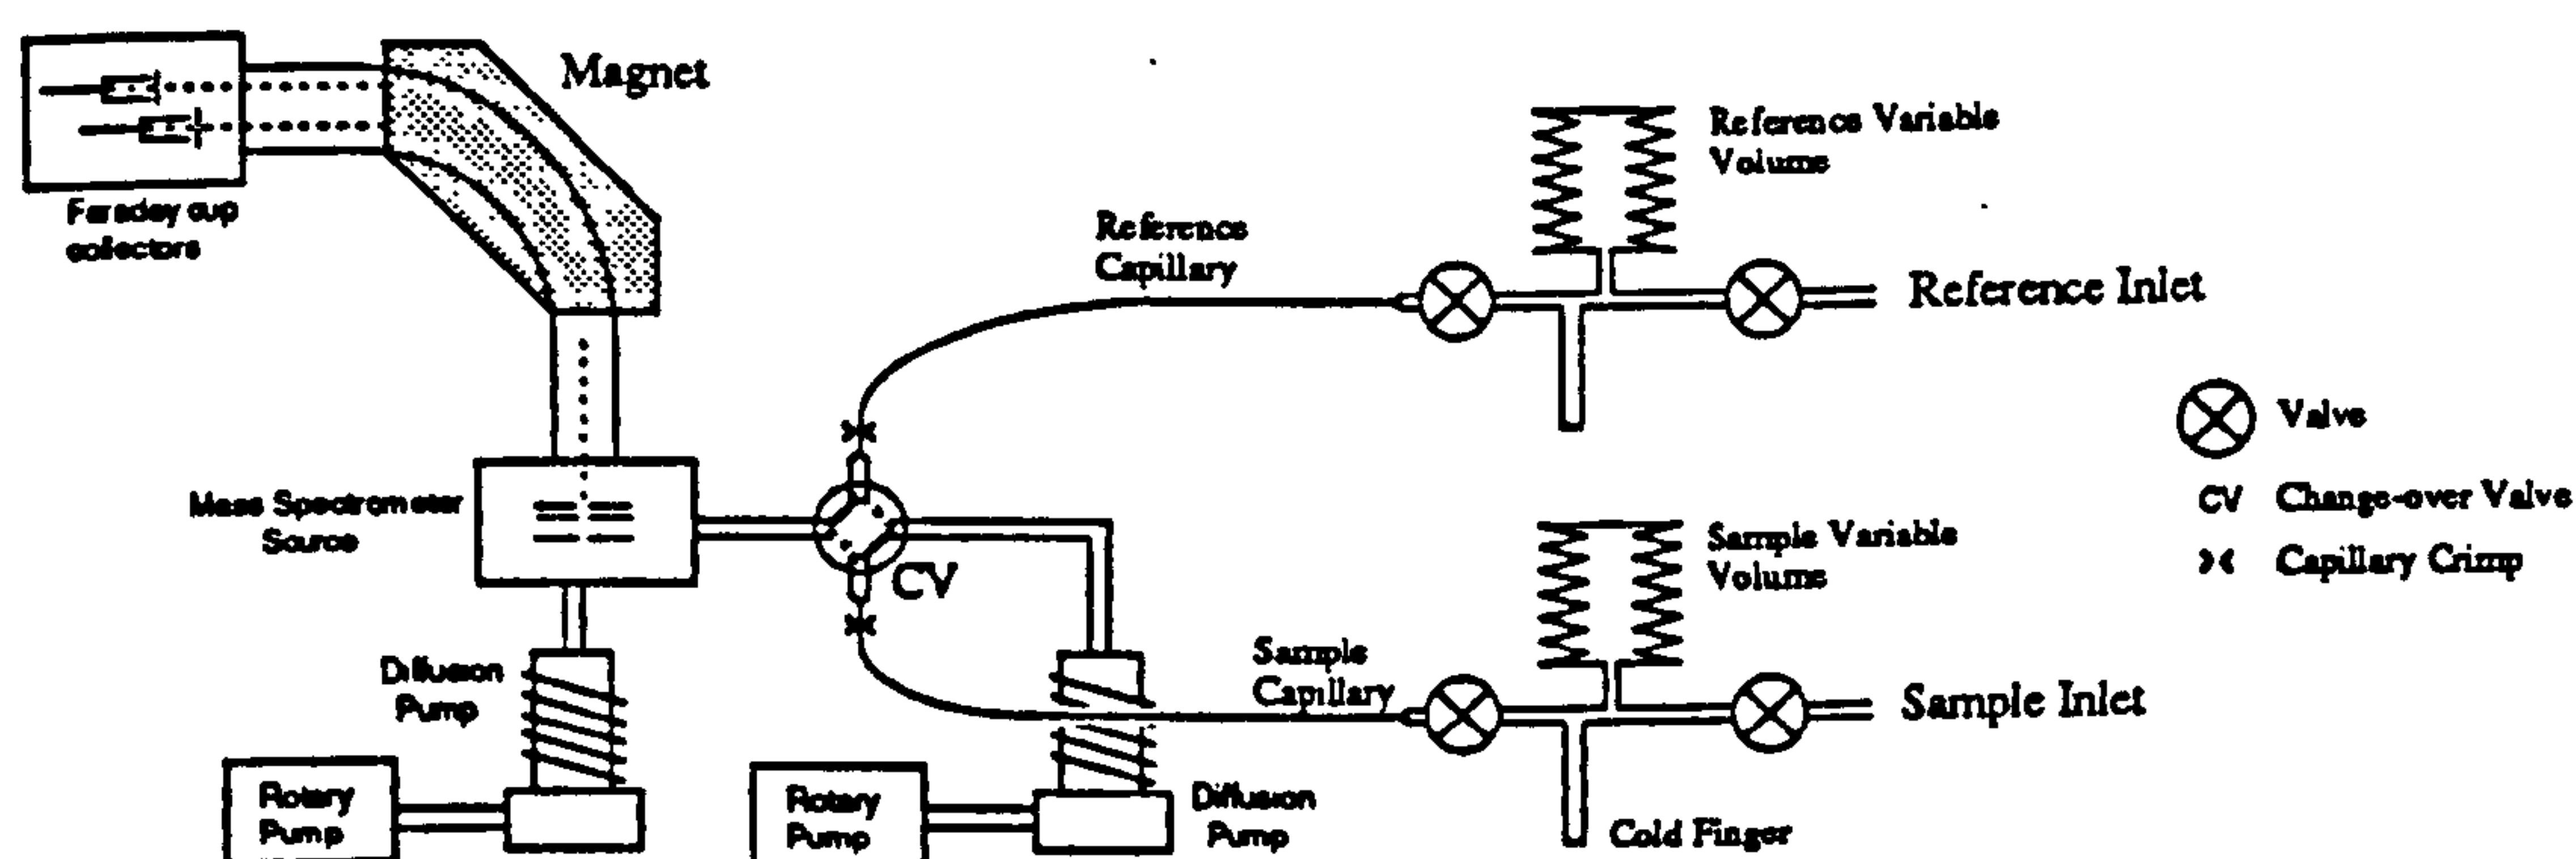 Magnet
Faraday cup
collectors
Reference Variable
Volume
Reference
Capillary
Reference Inlet
Valve
CV Change-over Valve
Capillary Crimp
Mass Spectrometer
Source
CV
Sample Variable
Volume
Diffusion
Pump
Sample
Capillary
Sample Inlet
Rotary
Pump
Rotary
Pump
Diffusion
Pump
Cold Finger